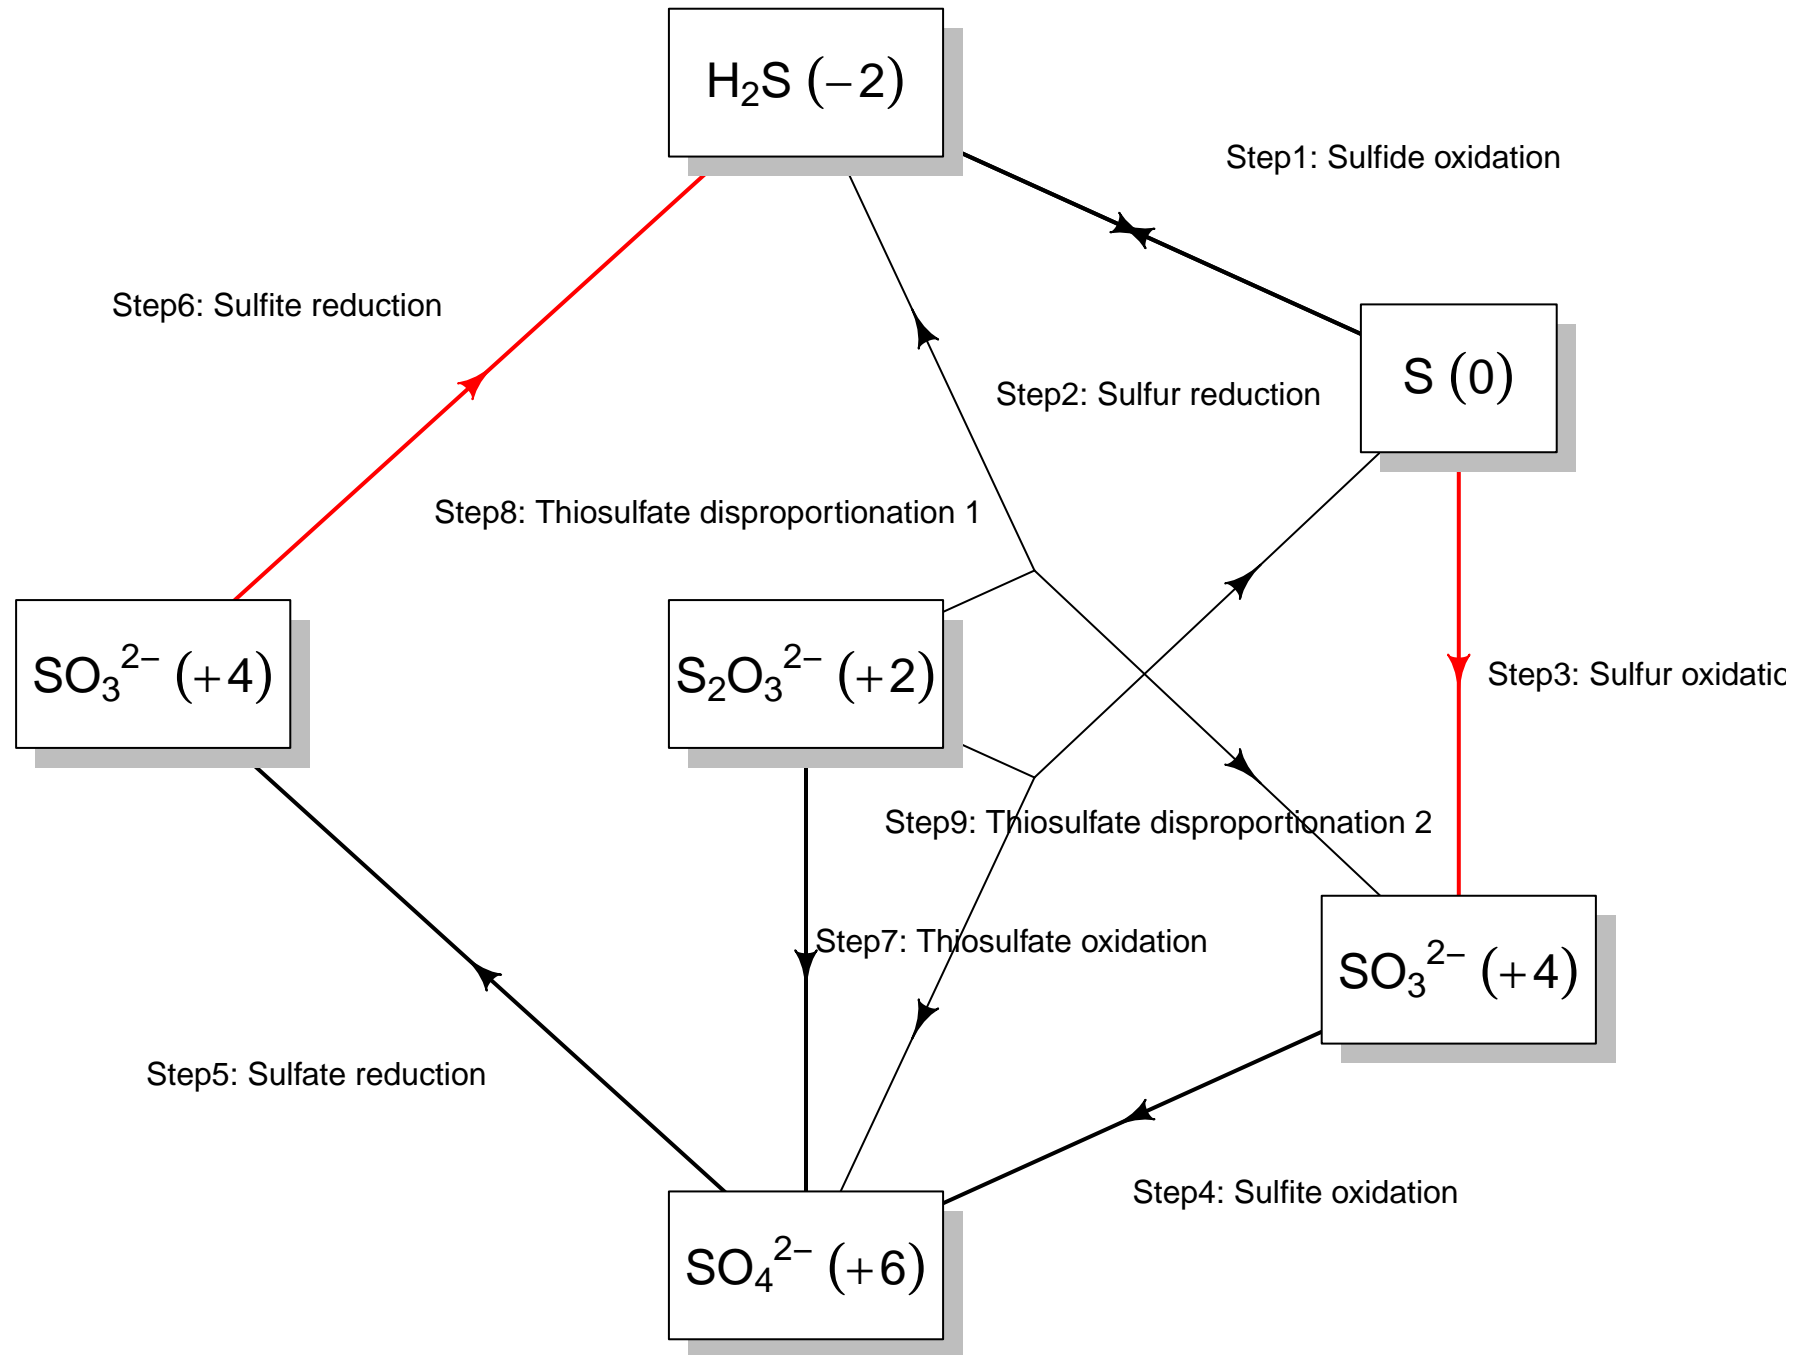 H₂S (−2)
Step1: Sulfide oxidation
Step6: Sulfite reduction
S (0)
Step2: Sulfur reduction
Step8: Thiosulfate disproportionation 1
SO₃²⁻ (+4)
S₂O₃²⁻ (+2)
Step3: Sulfur oxidatic
Step9: Thiosulfate disproportionation 2
Step7: Thiosulfate oxidation
SO₃²⁻ (+4)
Step5: Sulfate reduction
Step4: Sulfite oxidation
SO₄²⁻ (+6)